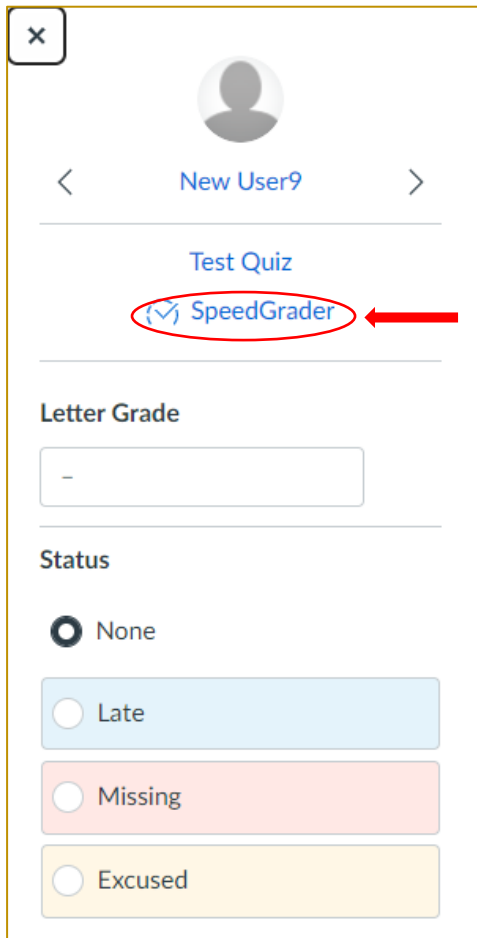 ×
New User9
Test Quiz
SpeedGrader
Letter Grade
–
Status
None
Late
Missing
Excused